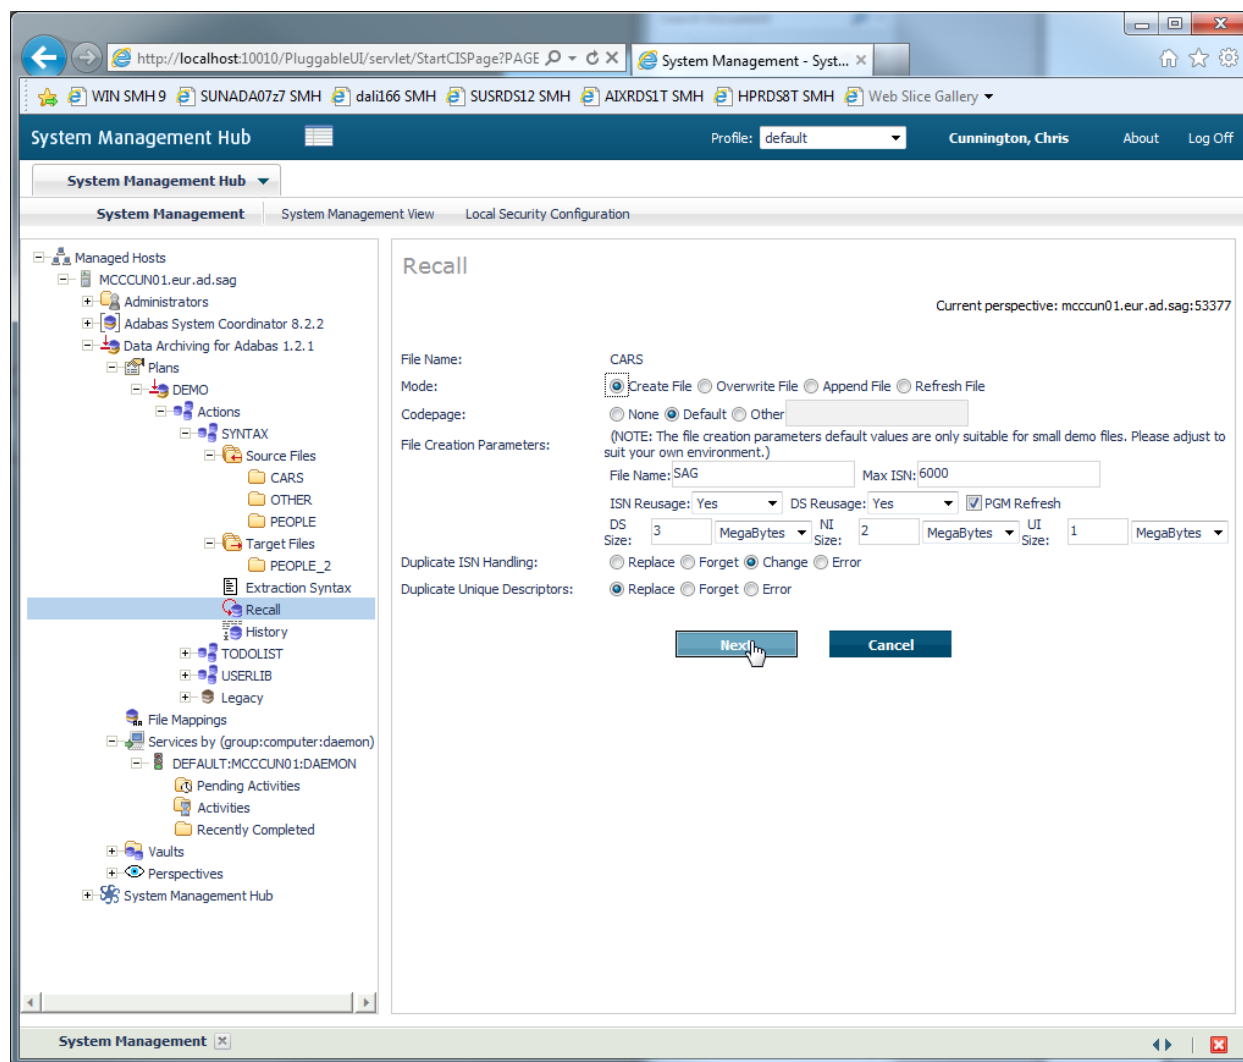 http://localhost:10010/PluggableUI/servlet/StartCISPage?PAGE
System Management - Syst...
WIN SMH 9 SUNADA07z7 SMH dali166 SMH SUSRDS12 SMH AIXRDS1T SMH HPRDS8T SMH Web Slice Gallery
System Management Hub Profile: default Cunnington, Chris About Log Off
System Management Hub
System Management System Management View Local Security Configuration
Managed Hosts
MCCCUN01.eur.ad.sag
Administrators
Adabas System Coordinator 8.2.2
Data Archiving for Adabas 1.2.1
Plans
DEMO
Actions
SYNTAX
Source Files
CARS
OTHER
PEOPLE
Target Files
PEOPLE_2
Extraction Syntax
Recall
History
TODOLIST
USERLIB
Legacy
File Mappings
Services by (group:computer:daemon)
DEFAULT:MCCCUN01:DAEMON
Pending Activities
Activities
Recently Completed
Vaults
Perspectives
System Management Hub
Recall
Current perspective: mcccun01.eur.ad.sag:53377
File Name: CARS
Mode: Create File Overwrite File Append File Refresh File
Codepage: None Default Other
File Creation Parameters: (NOTE: The file creation parameters default values are only suitable for small demo files. Please adjust to
suit your own environment.)
File Name: SAG Max ISN: 6000
ISN Reusage: Yes DS Reusage: Yes PGM Refresh
DS Size: 3 MegaBytes NI Size: 2 MegaBytes UI Size: 1 MegaBytes
Duplicate ISN Handling: Replace Forget Change Error
Duplicate Unique Descriptors: Replace Forget Error
Next Cancel
System Management